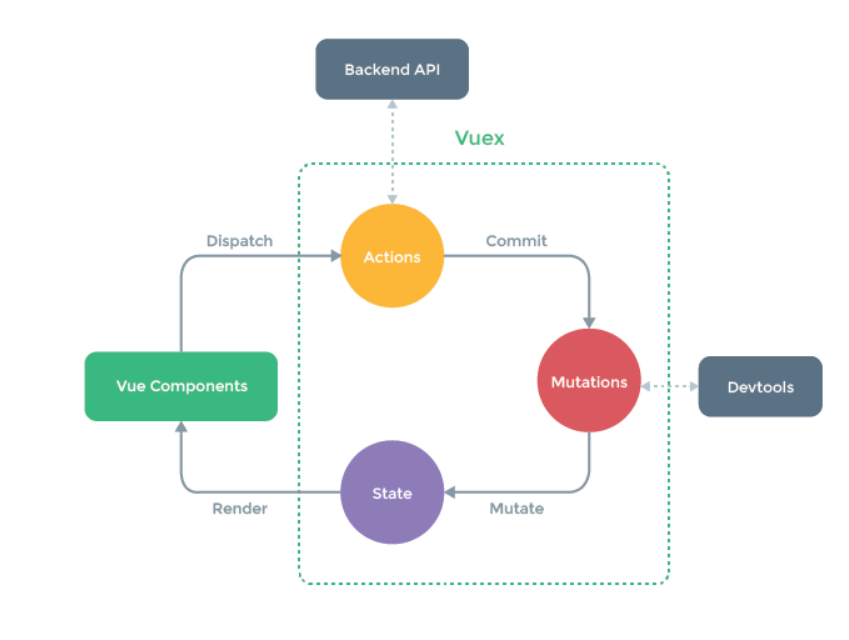 Backend API
Vuex
Dispatch
Commit
Actions
Vue Components
Mutations
Devtools
State
Render
Mutate